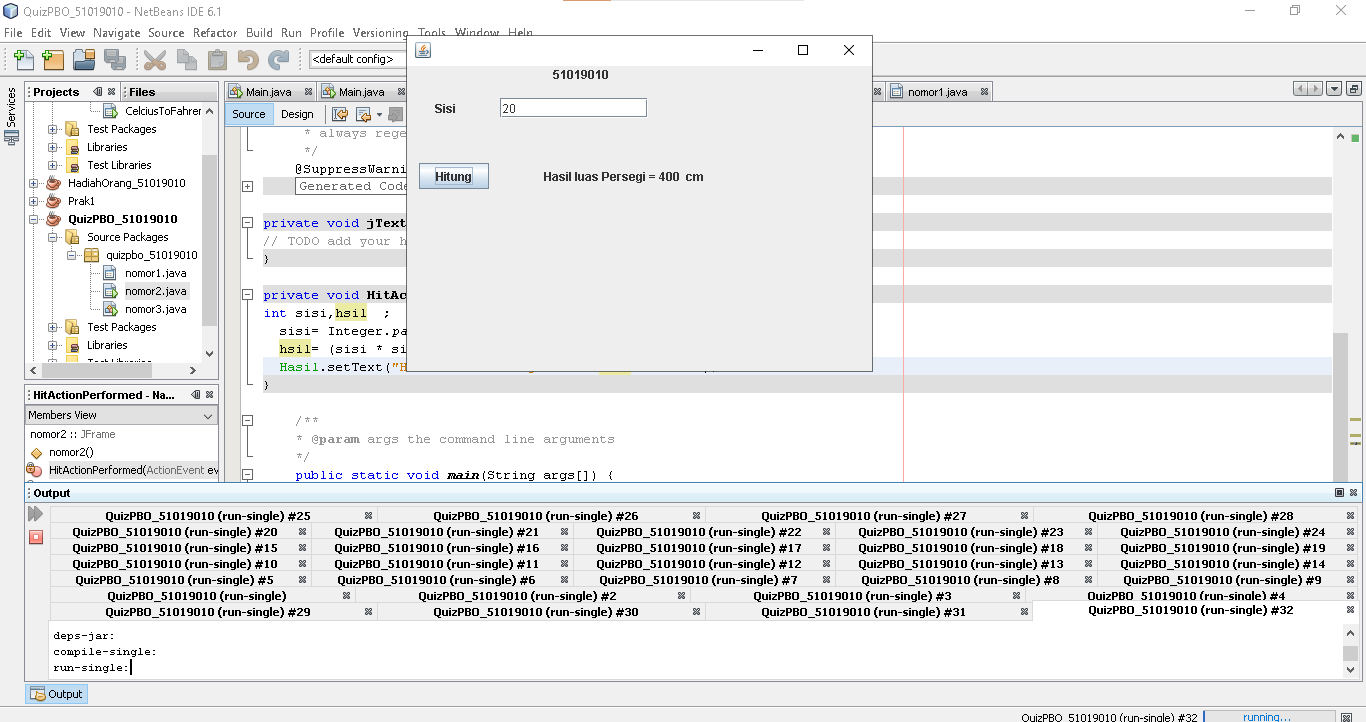 QuizPBO_51019010 - NetBeans IDE 6.1
File Edit View Navigate Source Refactor Build Run Profile Versioning Tools Window Help
<default config>
51019010
Sisi 20
Hitung Hasil luas Persegi = 400 cm
Services
Projects Files
CelciusToFahrer
Test Packages
Libraries
Test Libraries
HadiahOrang_51019010
Prak1
QuizPBO_51019010
Source Packages
quizpbo_51019010
nomor1.java
nomor2.java
nomor3.java
Test Packages
Libraries
Test Libraries
Main.java Main.java nomor1.java
Source Design
* always rege
*/
@SuppressWarni
Generated Code
private void jText
// TODO add your h
}
private void HitAc
int sisi,hsil ;
sisi= Integer.pa
hsil= (sisi * si
Hasil.setText("H
}
/**
* @param args the command line arguments
*/
public static void main(String args[]) {
HitActionPerformed - Na...
Members View
nomor2 :: JFrame
nomor2()
HitActionPerformed(ActionEvent ev
Output
QuizPBO_51019010 (run-single) #25 QuizPBO_51019010 (run-single) #26 QuizPBO_51019010 (run-single) #27 QuizPBO_51019010 (run-single) #28
QuizPBO_51019010 (run-single) #20 QuizPBO_51019010 (run-single) #21 QuizPBO_51019010 (run-single) #22 QuizPBO_51019010 (run-single) #23 QuizPBO_51019010 (run-single) #24
QuizPBO_51019010 (run-single) #15 QuizPBO_51019010 (run-single) #16 QuizPBO_51019010 (run-single) #17 QuizPBO_51019010 (run-single) #18 QuizPBO_51019010 (run-single) #19
QuizPBO_51019010 (run-single) #10 QuizPBO_51019010 (run-single) #11 QuizPBO_51019010 (run-single) #12 QuizPBO_51019010 (run-single) #13 QuizPBO_51019010 (run-single) #14
QuizPBO_51019010 (run-single) #5 QuizPBO_51019010 (run-single) #6 QuizPBO_51019010 (run-single) #7 QuizPBO_51019010 (run-single) #8 QuizPBO_51019010 (run-single) #9
QuizPBO_51019010 (run-single) QuizPBO_51019010 (run-single) #2 QuizPBO_51019010 (run-single) #3 QuizPBO_51019010 (run-single) #4
QuizPBO_51019010 (run-single) #29 QuizPBO_51019010 (run-single) #30 QuizPBO_51019010 (run-single) #31 QuizPBO_51019010 (run-single) #32
deps-jar:
compile-single:
run-single:
Output
QuizPBO_51019010 (run-single) #32 running...